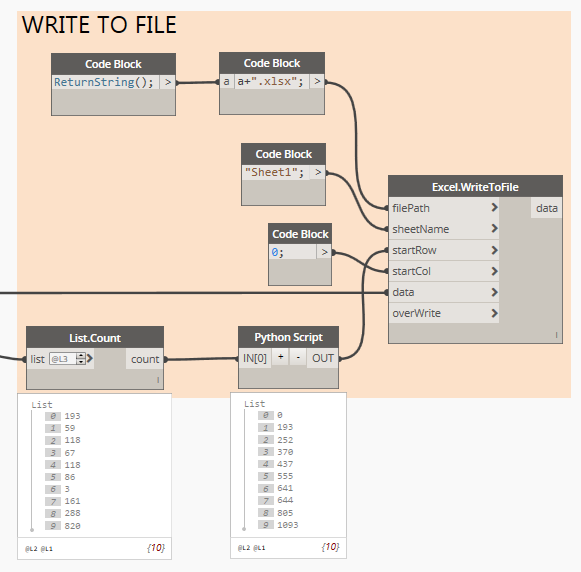 WRITE TO FILE
Code Block
ReturnString(); >
Code Block
a a+".xlsx"; >
Code Block
"Sheet1"; >
Code Block
0; >
Excel.WriteToFile
filePath > data
sheetName >
startRow >
startCol >
data >
overWrite >
List.Count
list @L3 > count
Python Script
IN[0] + - OUT
List
0 193
1 59
2 118
3 67
4 118
5 86
6 3
7 161
8 288
9 820
@L2 @L1 {10}
List
0 0
1 193
2 252
3 370
4 437
5 555
6 641
7 644
8 805
9 1093
@L2 @L1 {10}